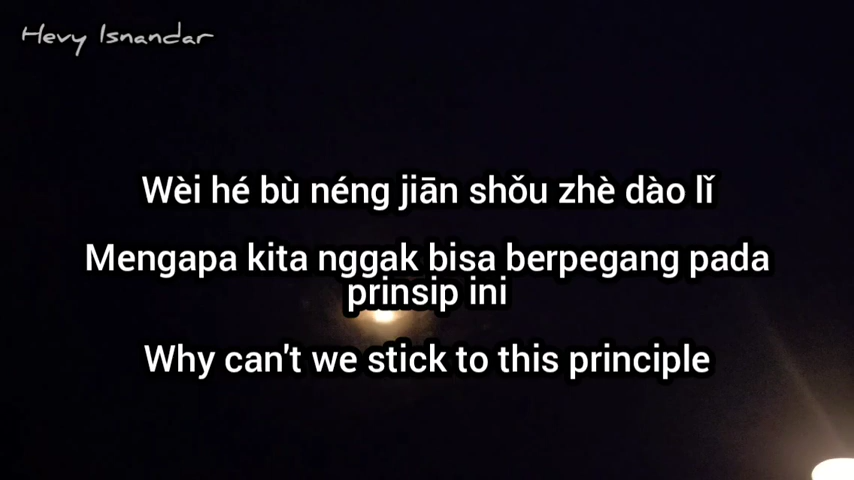 Hevy Isnandar
Wèi hé bù néng jiān shǒu zhè dào lǐ
Mengapa kita nggak bisa berpegang pada
prinsip ini
Why can't we stick to this principle